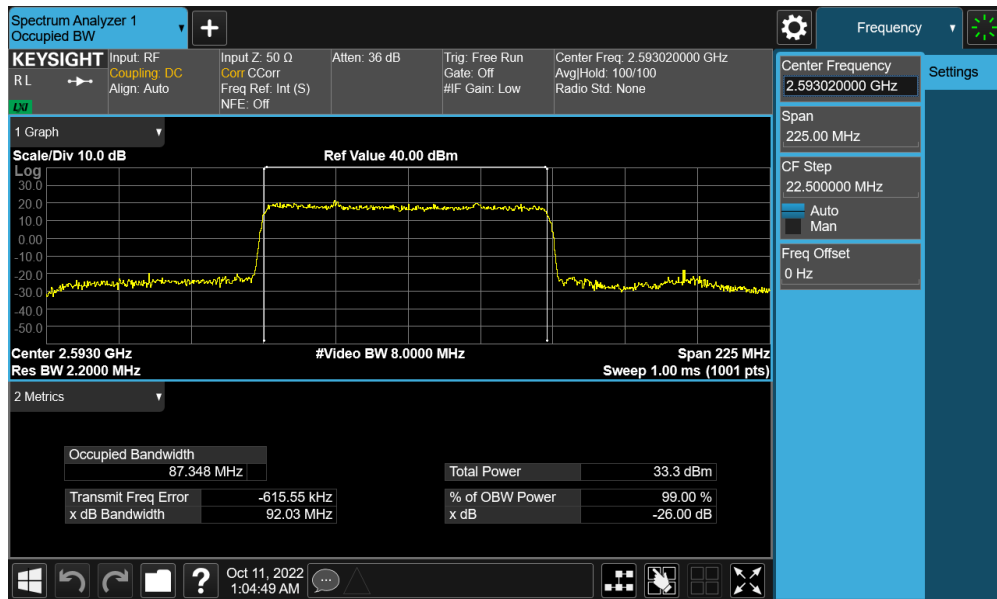 Spectrum Analyzer 1
Occupied BW
Frequency
KEYSIGHT
R L
LXI
Input: RF
Coupling: DC
Align: Auto
Input Z: 50 Ω
Corr CCorr
Freq Ref: Int (S)
NFE: Off
Atten: 36 dB
Trig: Free Run
Gate: Off
#IF Gain: Low
Center Freq: 2.593020000 GHz
Avg|Hold: 100/100
Radio Std: None
Center Frequency
2.593020000 GHz
Settings
Span
225.00 MHz
CF Step
22.500000 MHz
Auto
Man
Freq Offset
0 Hz
1 Graph
Scale/Div 10.0 dB
Ref Value 40.00 dBm
Log
30.0
20.0
10.0
0.00
-10.0
-20.0
-30.0
-40.0
-50.0
Center 2.5930 GHz
#Video BW 8.0000 MHz
Span 225 MHz
Res BW 2.2000 MHz
Sweep 1.00 ms (1001 pts)
2 Metrics
Occupied Bandwidth
87.348 MHz
Total Power 33.3 dBm
Transmit Freq Error -615.55 kHz
% of OBW Power 99.00 %
x dB Bandwidth 92.03 MHz
x dB -26.00 dB
?
Oct 11, 2022
1:04:49 AM